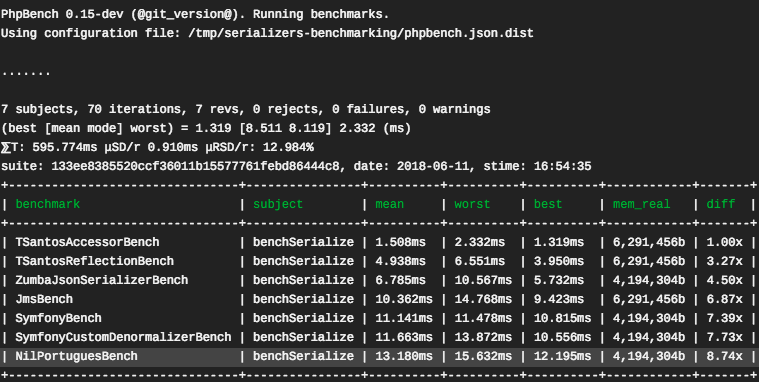 PhpBench 0.15-dev (@git_version@). Running benchmarks.
Using configuration file: /tmp/serializers-benchmarking/phpbench.json.dist
.......
7 subjects, 70 iterations, 7 revs, 0 rejects, 0 failures, 0 warnings
(best [mean mode] worst) = 1.319 [8.511 8.119] 2.332 (ms)
∑T: 595.774ms μSD/r 0.910ms μRSD/r: 12.984%
suite: 133ee8385520ccf36011b15577761febd86444c8, date: 2018-06-11, stime: 16:54:35
+--------------------------------+----------------+----------+----------+----------+------------+-------+
| benchmark | subject | mean | worst | best | mem_real | diff |
+--------------------------------+----------------+----------+----------+----------+------------+-------+
| TSantosAccessorBench | benchSerialize | 1.508ms | 2.332ms | 1.319ms | 6,291,456b | 1.00x |
| TSantosReflectionBench | benchSerialize | 4.938ms | 6.551ms | 3.950ms | 6,291,456b | 3.27x |
| ZumbaJsonSerializerBench | benchSerialize | 6.785ms | 10.567ms | 5.732ms | 4,194,304b | 4.50x |
| JmsBench | benchSerialize | 10.362ms | 14.768ms | 9.423ms | 6,291,456b | 6.87x |
| SymfonyBench | benchSerialize | 11.141ms | 11.478ms | 10.815ms | 4,194,304b | 7.39x |
| SymfonyCustomDenormalizerBench | benchSerialize | 11.663ms | 13.872ms | 10.556ms | 4,194,304b | 7.73x |
| NilPortuguesBench | benchSerialize | 13.180ms | 15.632ms | 12.195ms | 4,194,304b | 8.74x |
+--------------------------------+----------------+----------+----------+----------+------------+-------+